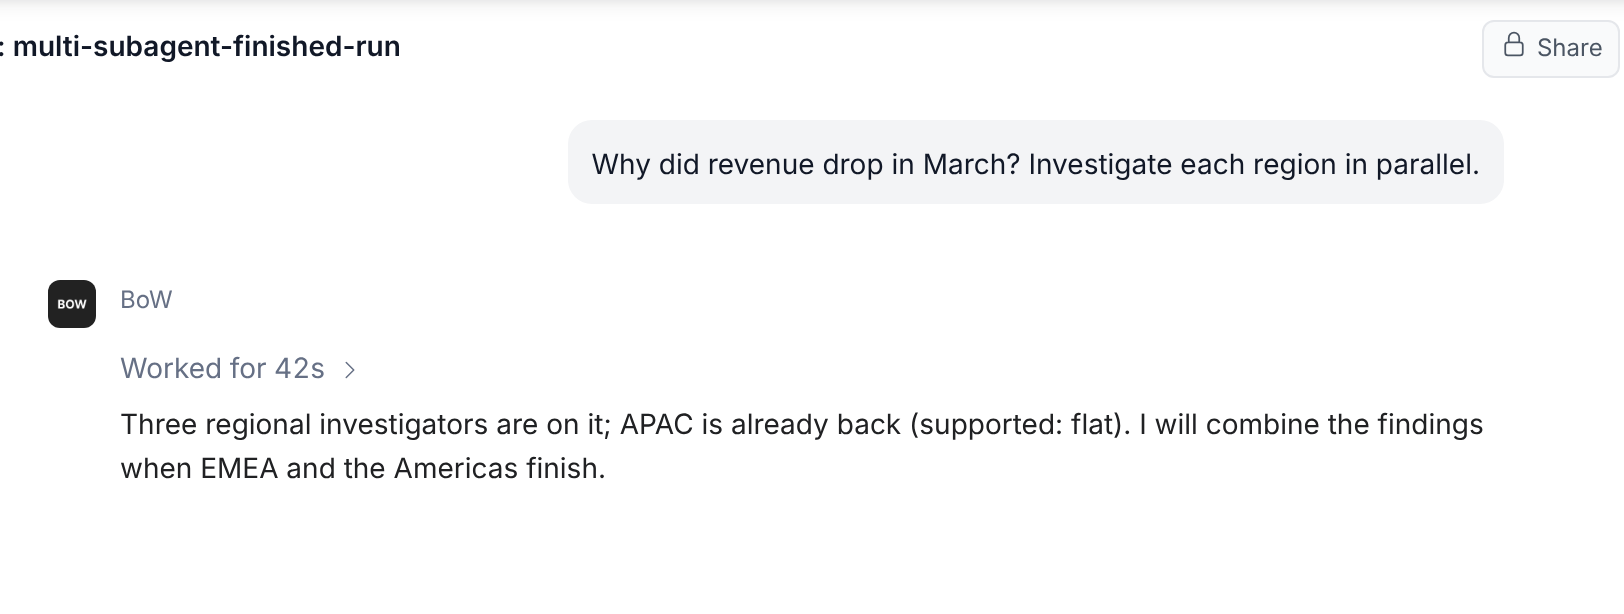 : multi-subagent-finished-run
Share
Why did revenue drop in March? Investigate each region in parallel.
BOW
BoW
Worked for 42s
Three regional investigators are on it; APAC is already back (supported: flat). I will combine the findings
when EMEA and the Americas finish.